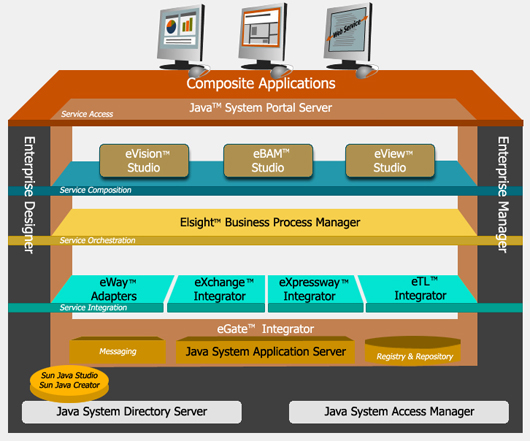 Web Service
Composite Applications
Java™ System Portal Server
Service Access
Enterprise Designer
Enterprise Manager
eVision™
Studio
eBAM™
Studio
eView™
Studio
Service Composition
Elsight™ Business Process Manager
Service Orchestration
eWay™
Adapters
eXchange™
Integrator
eXpressway™
Integrator
eTL™
Integrator
Service Integration
eGate™ Integrator
Messaging
Java System Application Server
Registry & Repository
Sun Java Studio
Sun Java Creator
Java System Directory Server
Java System Access Manager